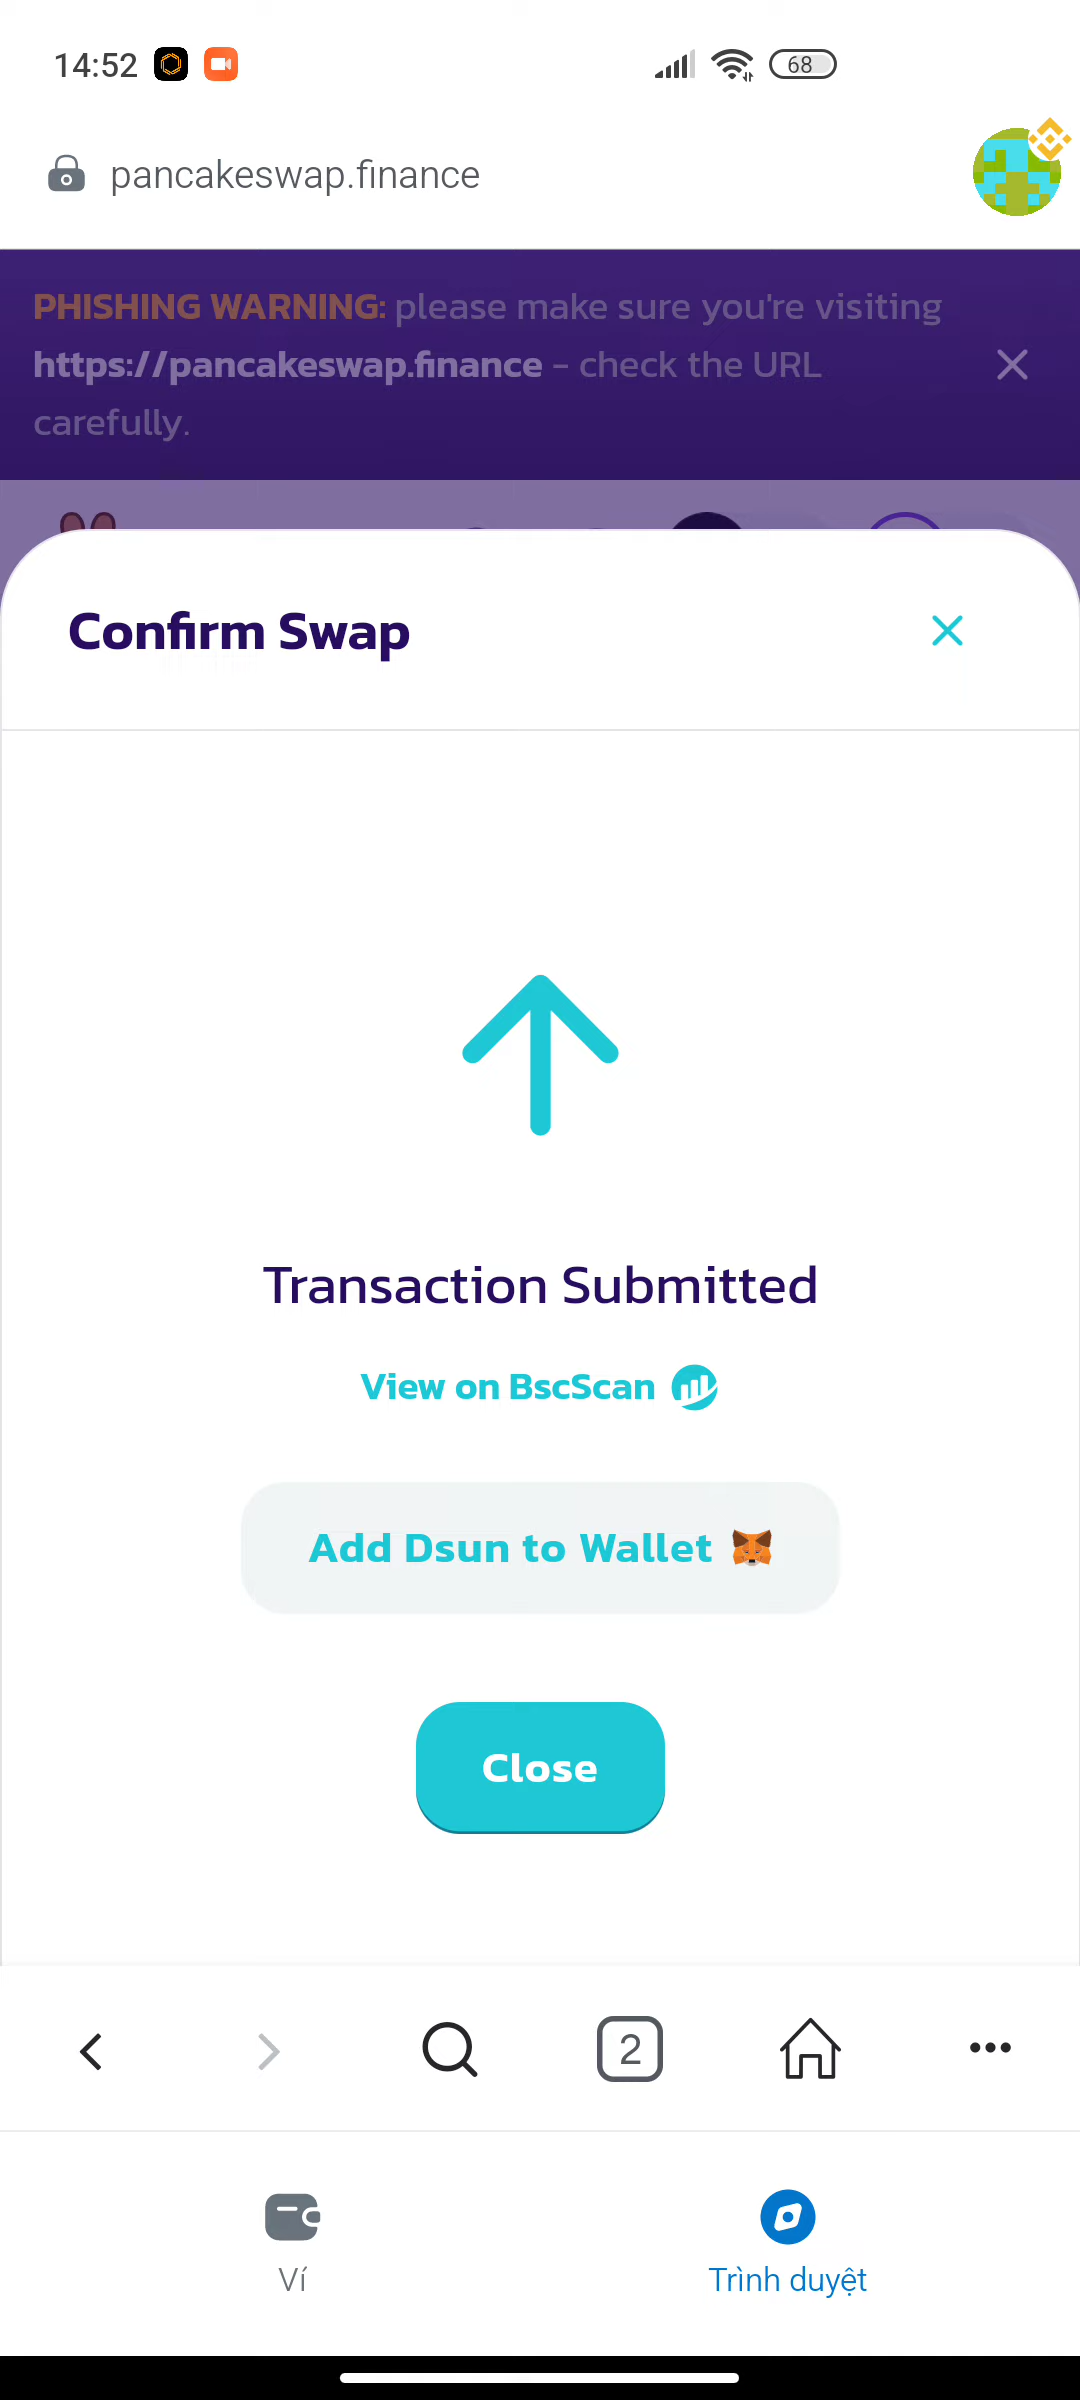 14:52
68
pancakeswap.finance
PHISHING WARNING: please make sure you're visiting
https://pancakeswap.finance - check the URL
carefully.
Confirm Swap
Transaction Submitted
View on BscScan
Add Dsun to Wallet
Close
2
Ví
Trình duyệt